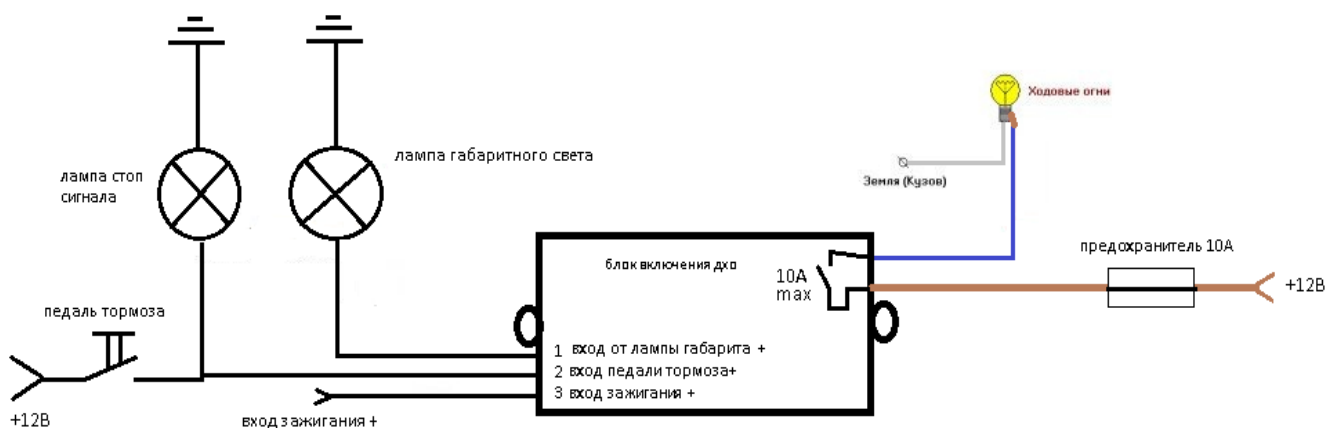 Ходовые огни
лампа габаритного света
лампа стоп
сигнала
Земля (Кузов)
предохранитель 10А
блок включения дхо
10А
max
+12В
педаль тормоза
1 вход от лампы габарита +
2 вход педали тормоза+
3 вход зажигания +
+12В
вход зажигания +